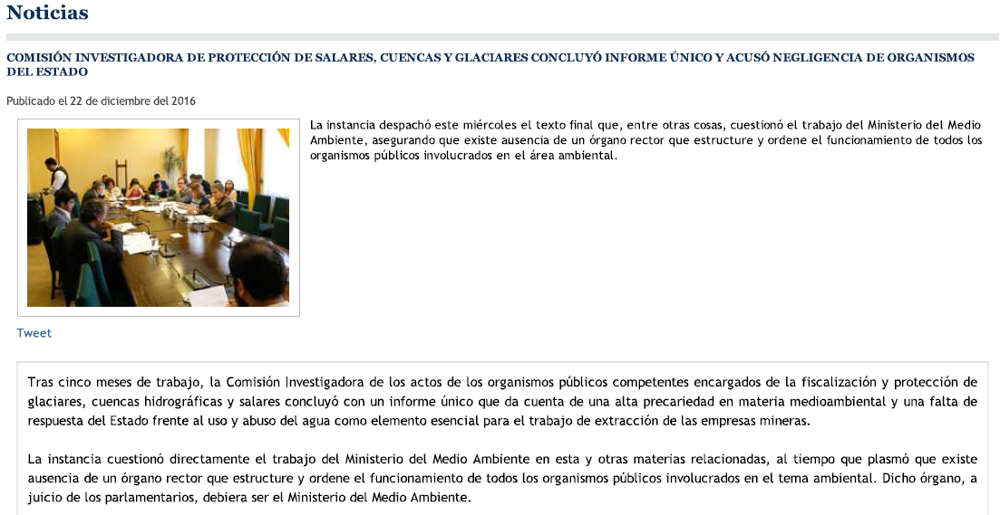 Noticias
COMISIÓN INVESTIGADORA DE PROTECCIÓN DE SALARES, CUENCAS Y GLACIARES CONCLUYÓ INFORME ÚNICO Y ACUSÓ NEGLIGENCIA DE ORGANISMOS
DEL ESTADO
Publicado el 22 de diciembre del 2016
La instancia despachó este miércoles el texto final que, entre otras cosas, cuestionó el trabajo del Ministerio del Medio
Ambiente, asegurando que existe ausencia de un órgano rector que estructure y ordene el funcionamiento de todos los
organismos públicos involucrados en el área ambiental.
Tweet
Tras cinco meses de trabajo, la Comisión Investigadora de los actos de los organismos públicos competentes encargados de la fiscalización y protección de
glaciares, cuencas hidrográficas y salares concluyó con un informe único que da cuenta de una alta precariedad en materia medioambiental y una falta de
respuesta del Estado frente al uso y abuso del agua como elemento esencial para el trabajo de extracción de las empresas mineras.
La instancia cuestionó directamente el trabajo del Ministerio del Medio Ambiente en esta y otras materias relacionadas, al tiempo que plasmó que existe
ausencia de un órgano rector que estructure y ordene el funcionamiento de todos los organismos públicos involucrados en el tema ambiental. Dicho órgano, a
juicio de los parlamentarios, debiera ser el Ministerio del Medio Ambiente.